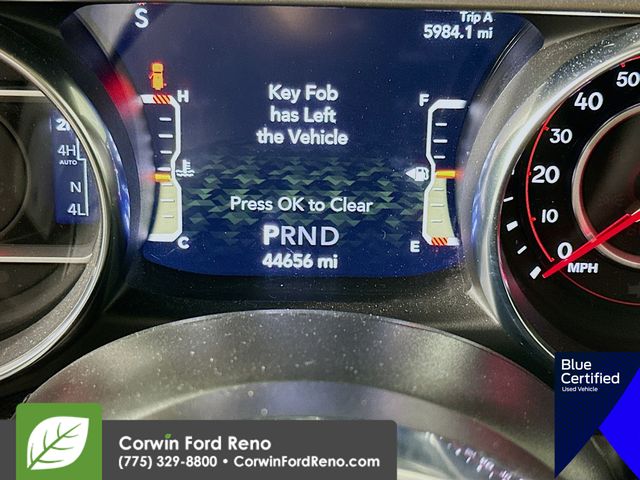 S
Trip A
5984.1 mi
H
F
Key Fob
has Left
the Vehicle
Press OK to Clear
C
E
PRND
44656 mi
4H
AUTO
N
4L
50
40
30
20
10
0
MPH
Blue
Certified
Used Vehicle
Corwin Ford Reno
(775) 329-8800 • CorwinFordReno.com